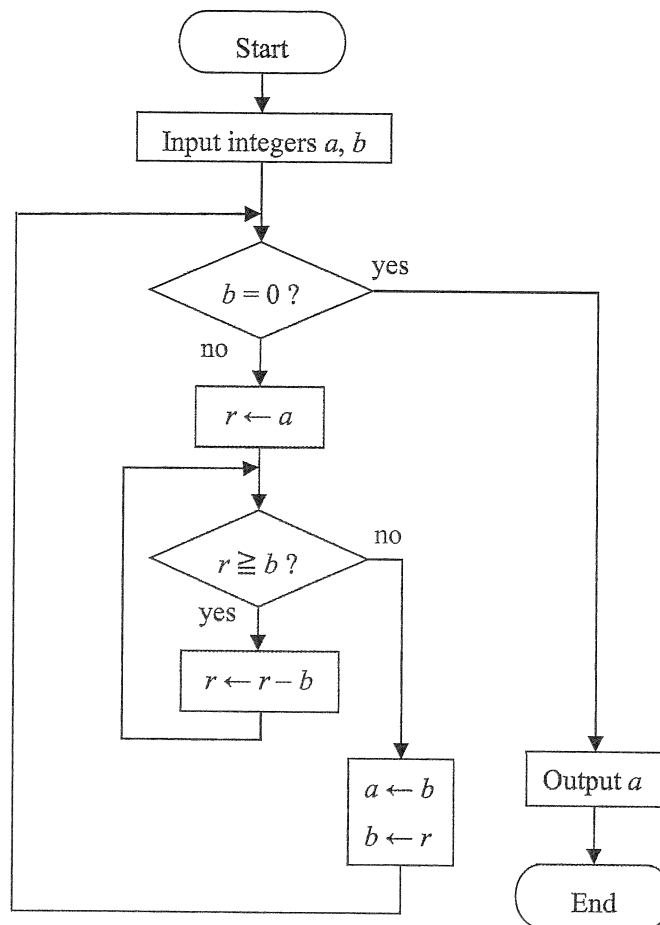 Start
Input integers a, b
b = 0 ?
yes
no
r ← a
r ≧ b ?
no
yes
r ← r – b
a ← b
b ← r
Output a
End